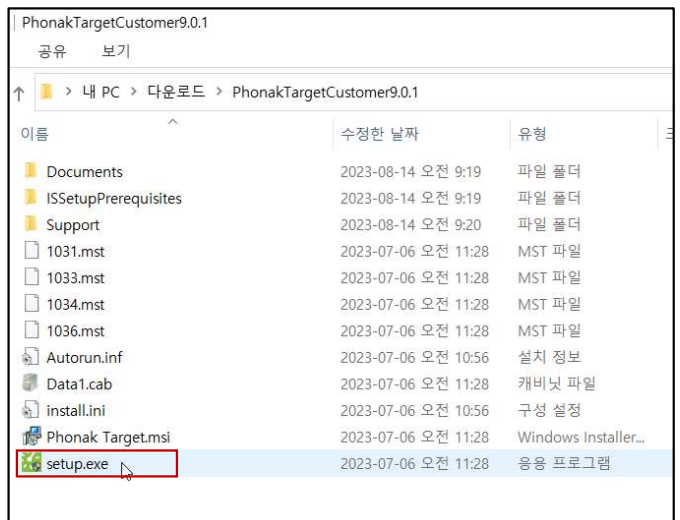 PhonakTargetCustomer9.0.1
공유 보기
내 PC > 다운로드 > PhonakTargetCustomer9.0.1
이름 수정한 날짜 유형
Documents 2023-08-14 오전 9:19 파일 폴더
ISSetupPrerequisites 2023-08-14 오전 9:19 파일 폴더
Support 2023-08-14 오전 9:20 파일 폴더
1031.mst 2023-07-06 오전 11:28 MST 파일
1033.mst 2023-07-06 오전 11:28 MST 파일
1034.mst 2023-07-06 오전 11:28 MST 파일
1036.mst 2023-07-06 오전 11:28 MST 파일
Autorun.inf 2023-07-06 오전 10:56 설치 정보
Data1.cab 2023-07-06 오전 11:28 캐비닛 파일
install.ini 2023-07-06 오전 10:56 구성 설정
Phonak Target.msi 2023-07-06 오전 11:28 Windows Installer...
setup.exe 2023-07-06 오전 11:28 응용 프로그램